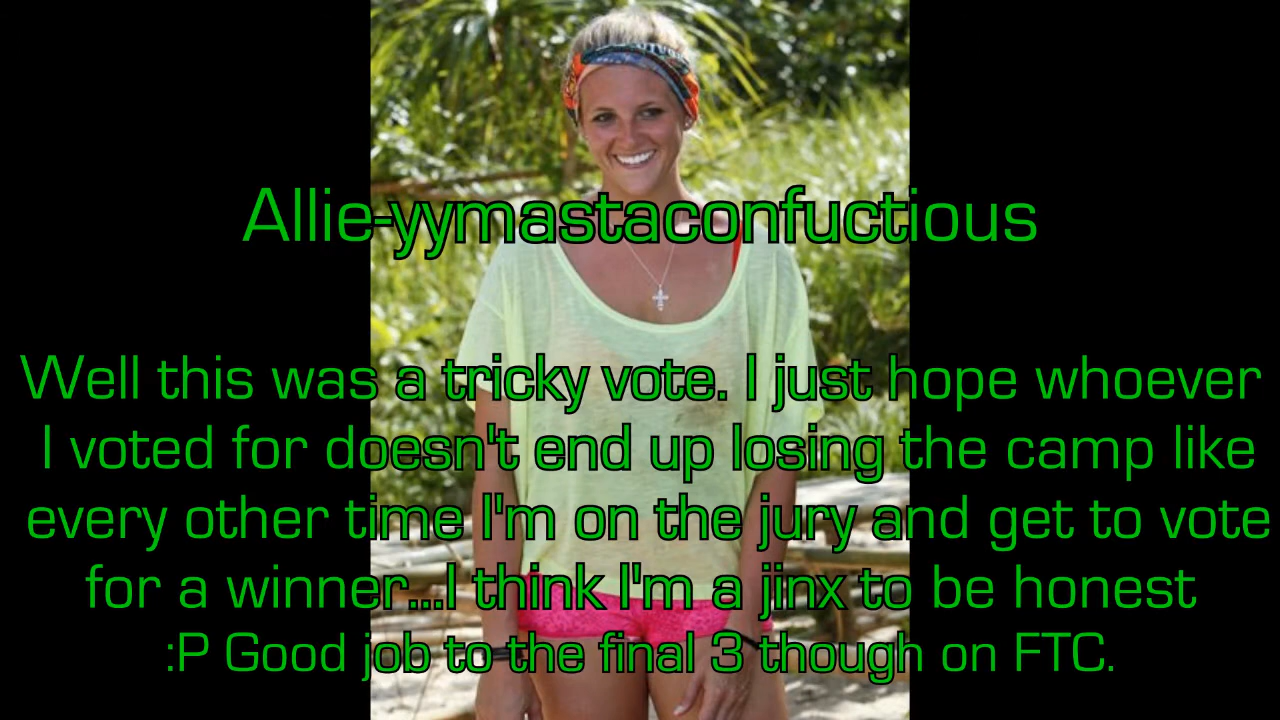 Allie-yymastaconfuctious
Well this was a tricky vote. I just hope whoever
I voted for doesn't end up losing the camp like
every other time I'm on the jury and get to vote
for a winner...I think I'm a jinx to be honest
:P Good job to the final 3 though on FTC.